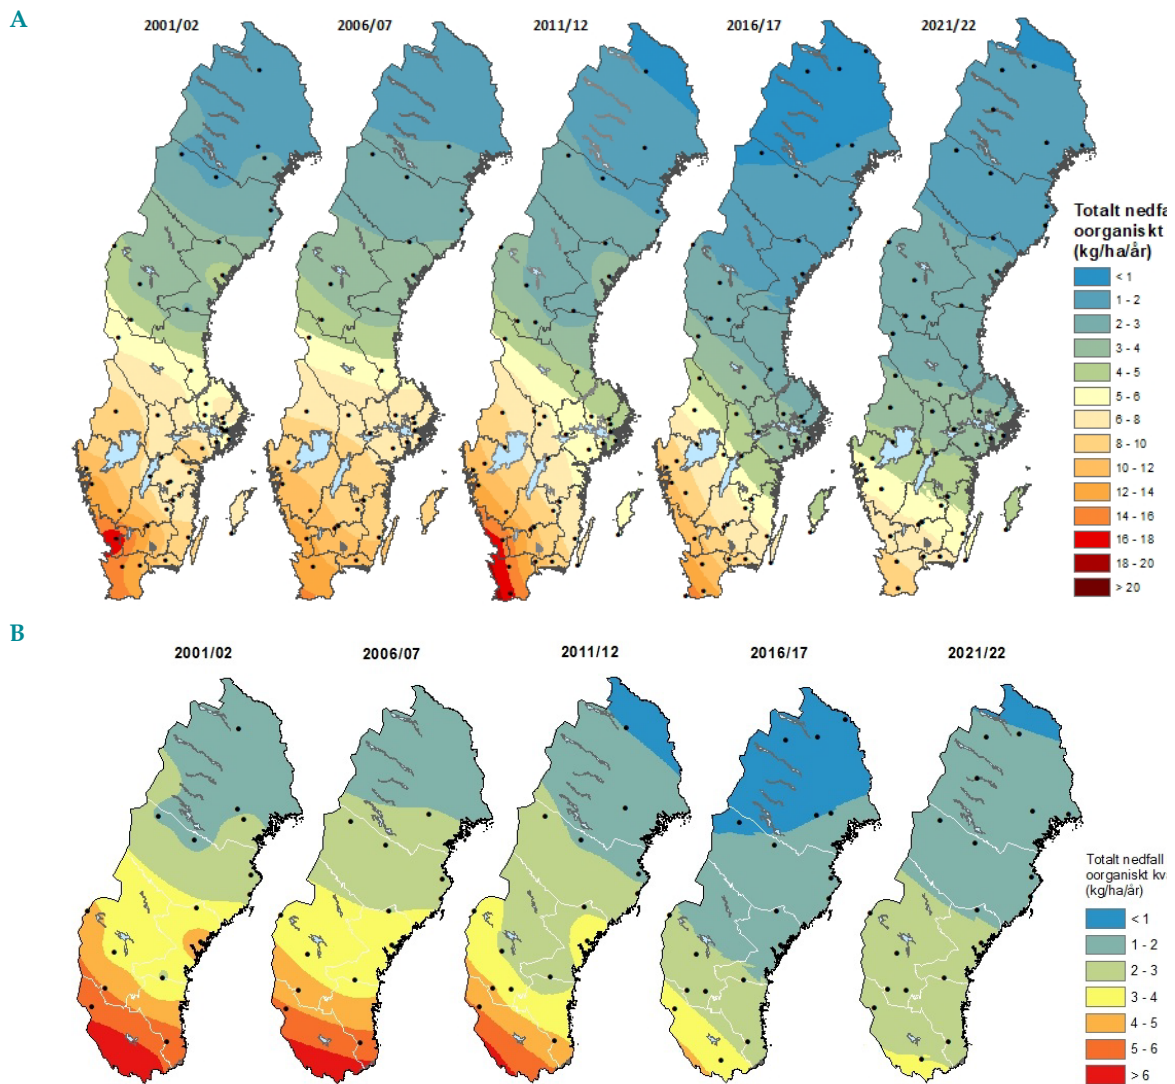 A
2001/02
2006/07
2011/12
2016/17
2021/22
Totalt nedfa
oorganiskt
(kg/ha/år)
< 1
1 - 2
2 - 3
3 - 4
4 - 5
5 - 6
6 - 8
8 - 10
10 - 12
12 - 14
14 - 16
16 - 18
18 - 20
> 20
B
2001/02
2006/07
2011/12
2016/17
2021/22
Totalt nedfall
oorganiskt kv
(kg/ha/år)
< 1
1 - 2
2 - 3
3 - 4
4 - 5
5 - 6
> 6